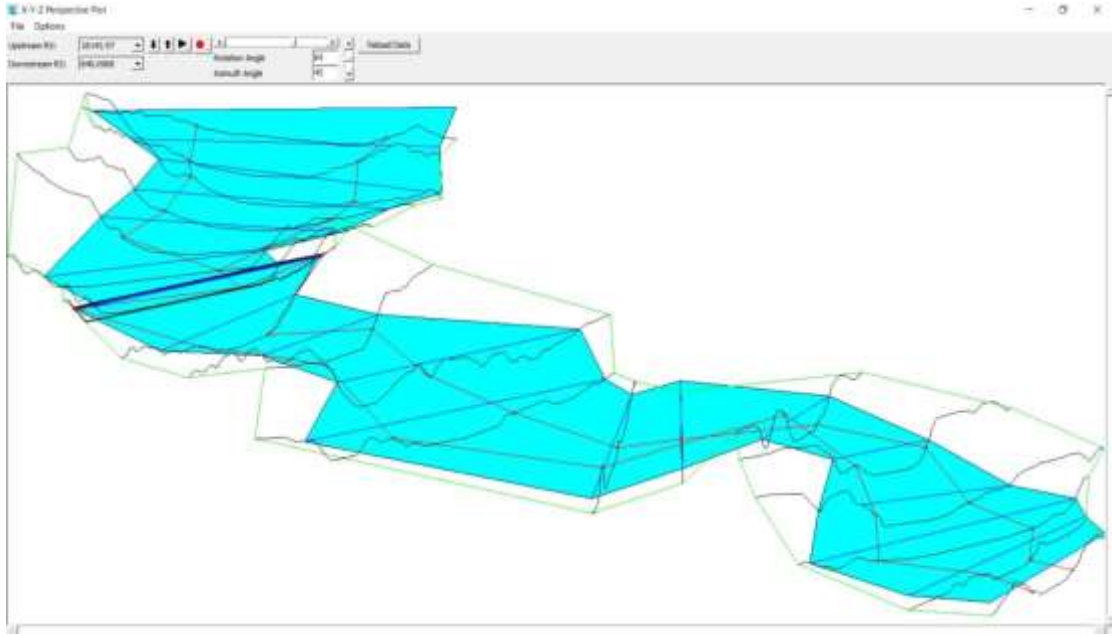 X-Y-Z Perspective Plot
File Options
Upstream RS:
Rotation Angle
Reload Data
Downstream RS:
Azimuth Angle